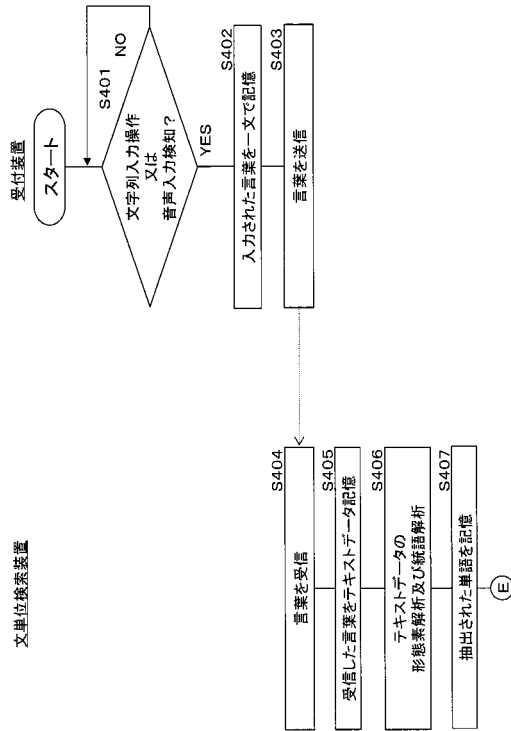 受付装置
スタート
S401
NO
文字列入力操作
又は
音声入力検知？
YES
S402
入力された言葉を一文で記憶
S403
言葉を送信
文単位検索装置
S404
言葉を受信
S405
受信した言葉をテキストデータ記憶
S406
テキストデータの
形態素解析及び統語解析
S407
抽出された単語を記憶
E